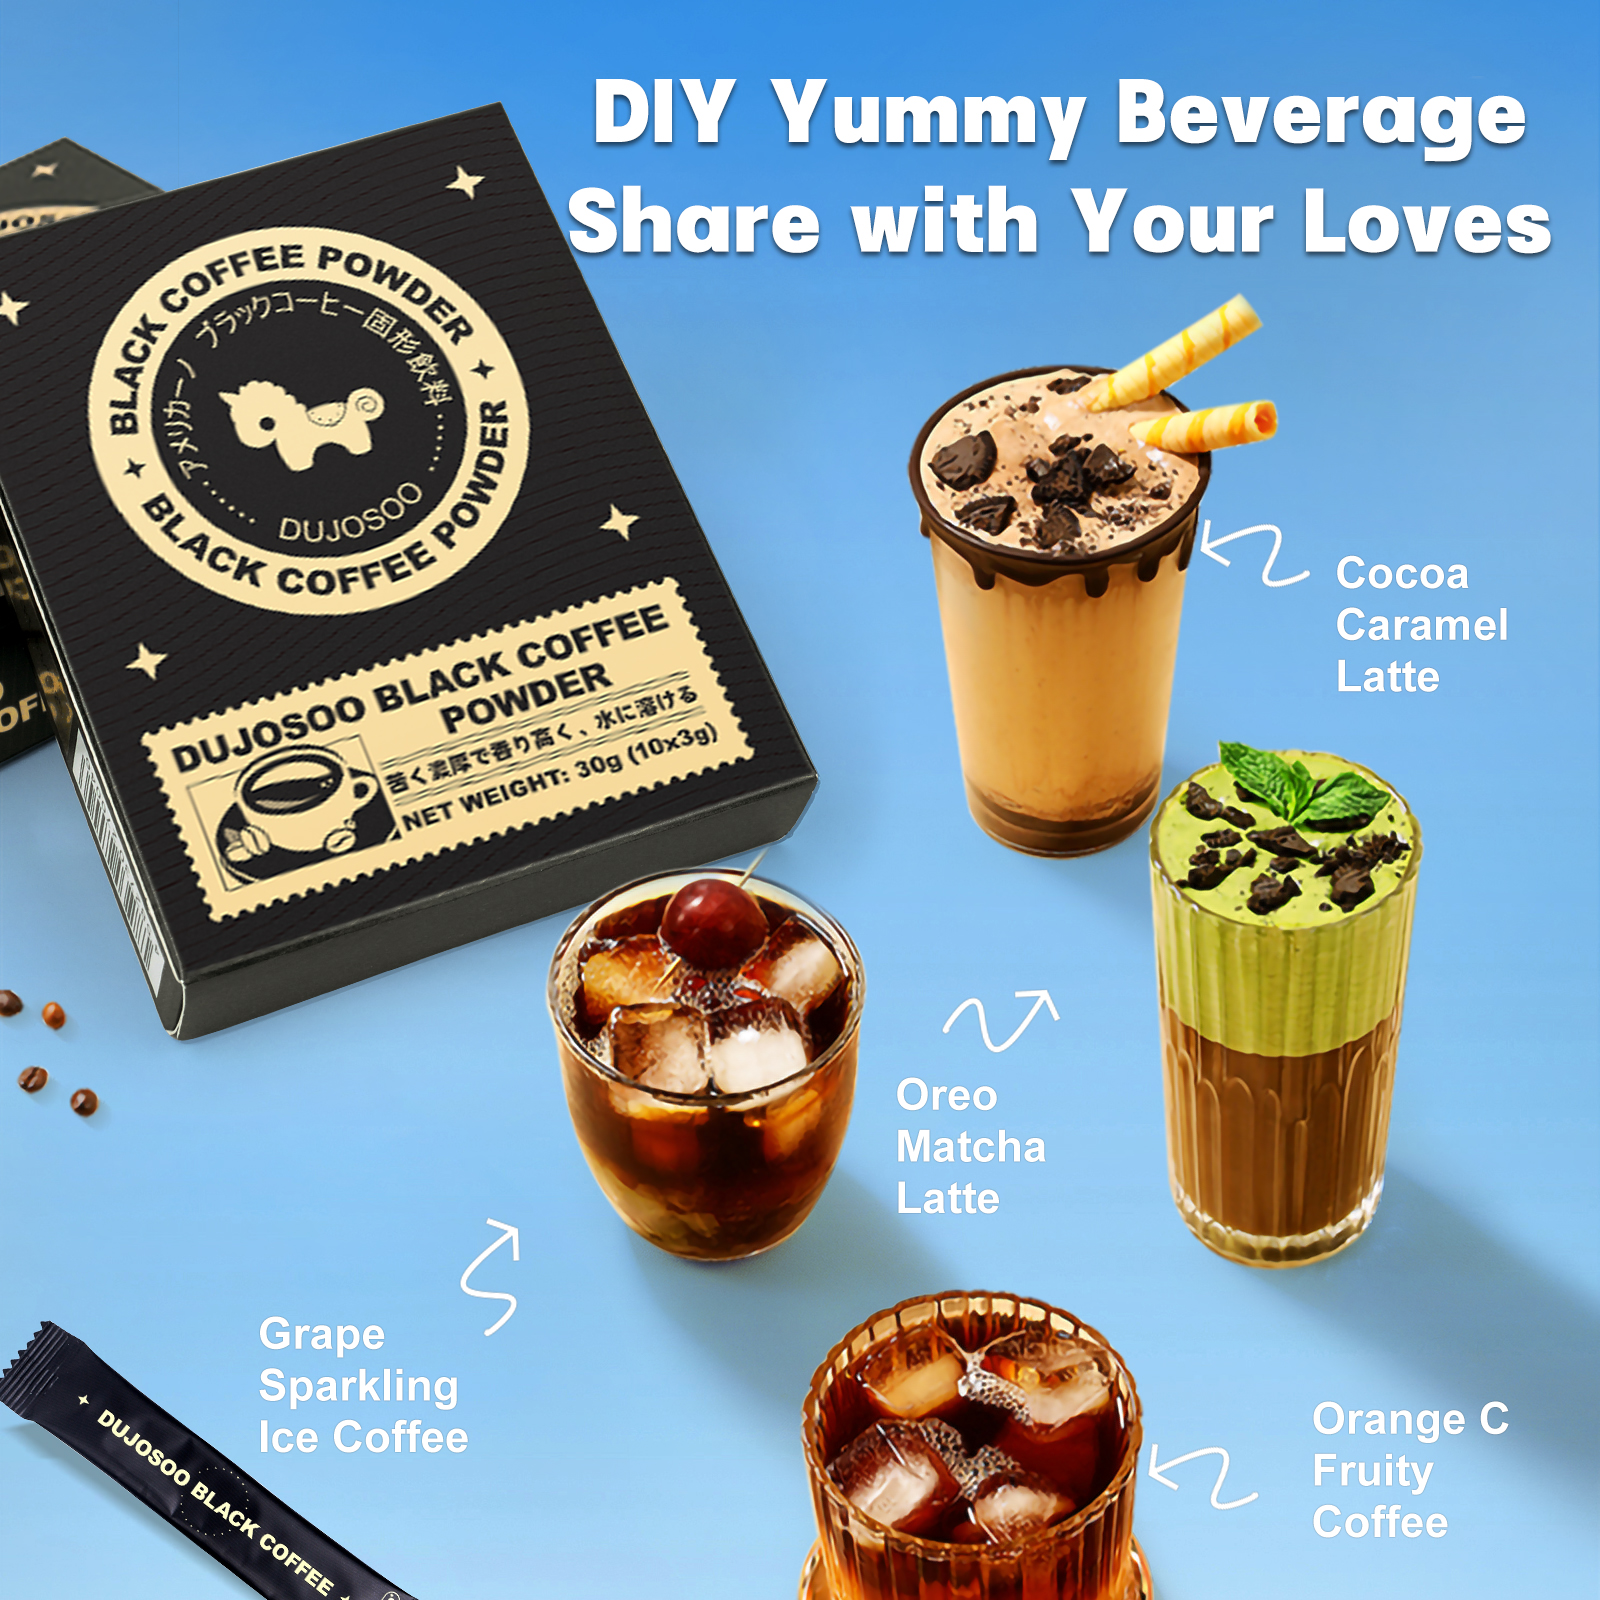 DIY Yummy Beverage
Share with Your Loves
BLACK COFFEE POWDER
アメリカーノ ブラックコーヒー固形飲料
DUJOSOO
BLACK COFFEE POWDER
DUJOSOO BLACK COFFEE
POWDER
苦く濃厚で香り高く、水に溶ける
NET WEIGHT: 30g (10x3g)
Cocoa
Caramel
Latte
Oreo
Matcha
Latte
Grape
Sparkling
Ice Coffee
Orange C
Fruity
Coffee
DUJOSOO BLACK COFFEE